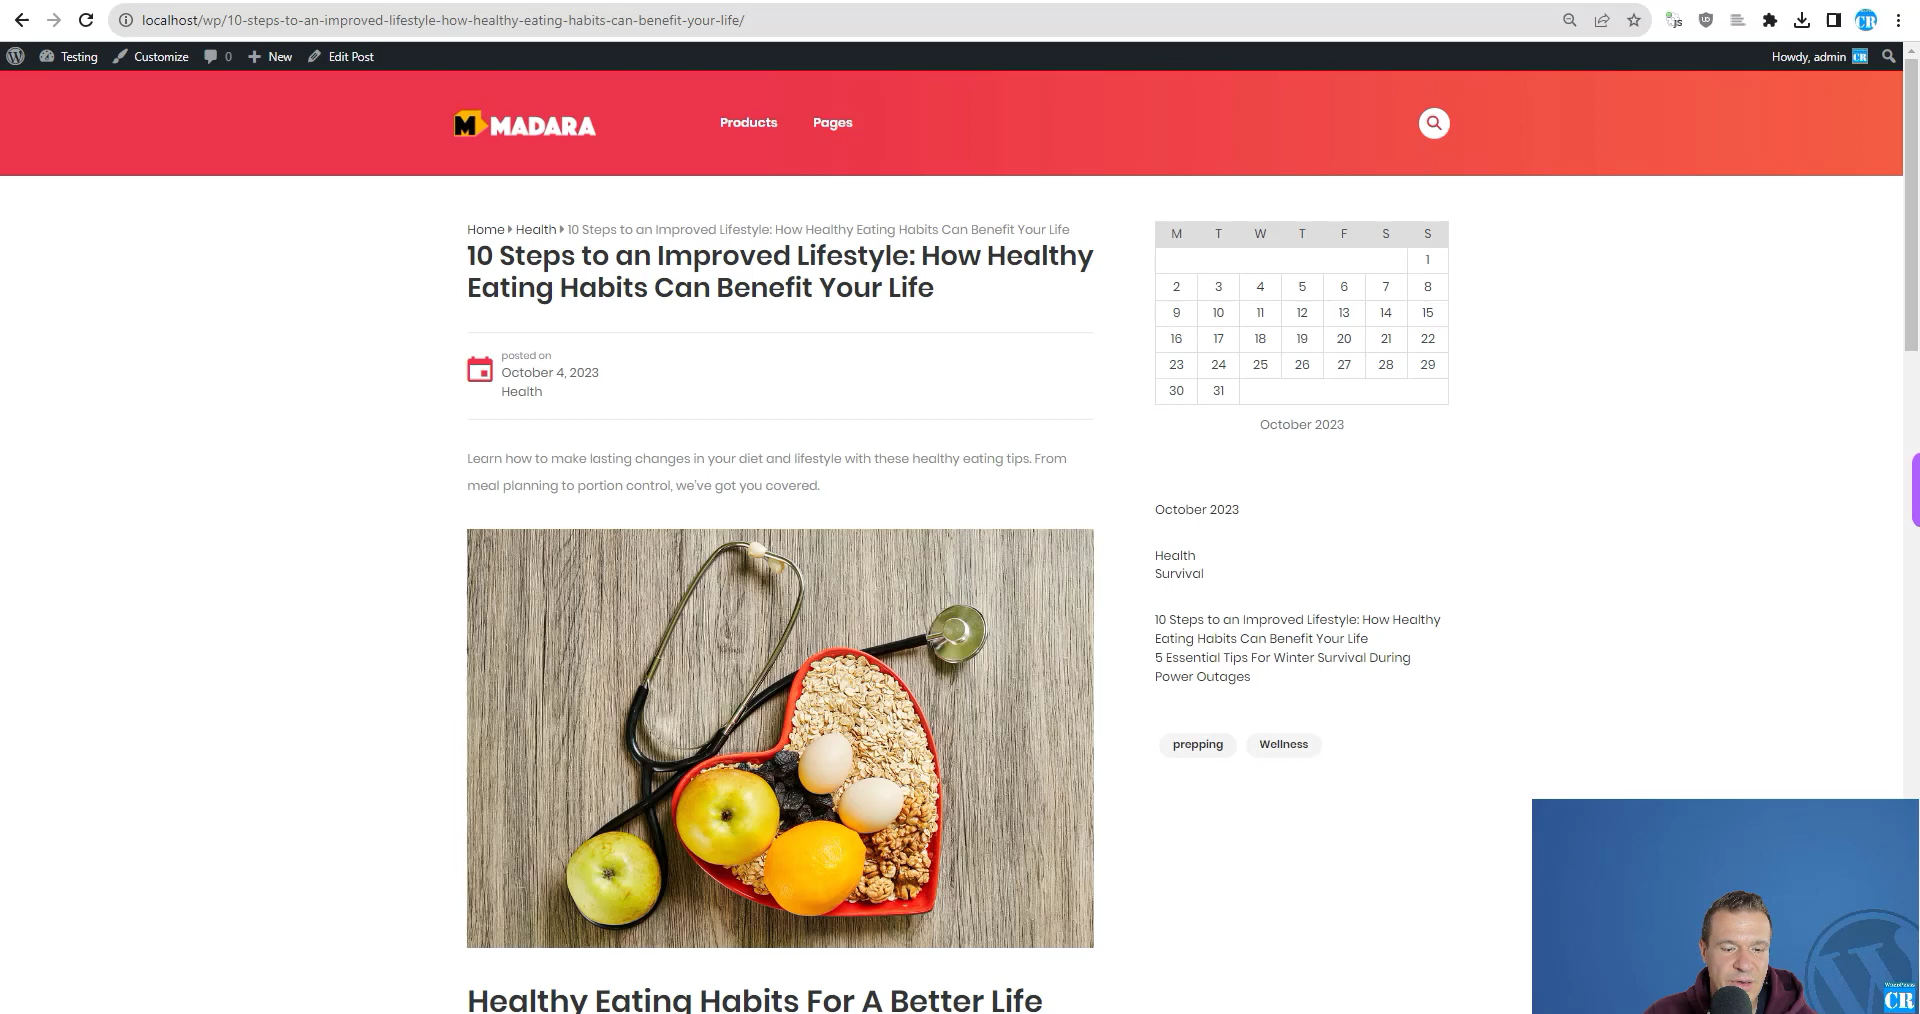 localhost/wp/10-steps-to-an-improved-lifestyle-how-healthy-eating-habits-can-benefit-your-life/
Testing Customize 0 New Edit Post Howdy, admin CR
M MADARA Products Pages
Home Health 10 Steps to an Improved Lifestyle: How Healthy Eating Habits Can Benefit Your Life
10 Steps to an Improved Lifestyle: How Healthy
Eating Habits Can Benefit Your Life
posted on
October 4, 2023
Health
Learn how to make lasting changes in your diet and lifestyle with these healthy eating tips. From
meal planning to portion control, we've got you covered.
Healthy Eating Habits For A Better Life
M T W T F S S
1
2 3 4 5 6 7 8
9 10 11 12 13 14 15
16 17 18 19 20 21 22
23 24 25 26 27 28 29
30 31
October 2023
October 2023
Health
Survival
10 Steps to an Improved Lifestyle: How Healthy
Eating Habits Can Benefit Your Life
5 Essential Tips For Winter Survival During
Power Outages
prepping Wellness
WORDPRESS
CR